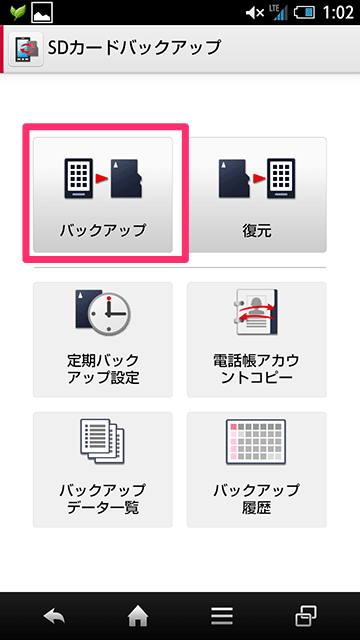 LTE 1:02
SDカードバックアップ
バックアップ
復元
定期バック
アップ設定
電話帳アカウ
ントコピー
バックアップ
データ一覧
バックアップ
履歴